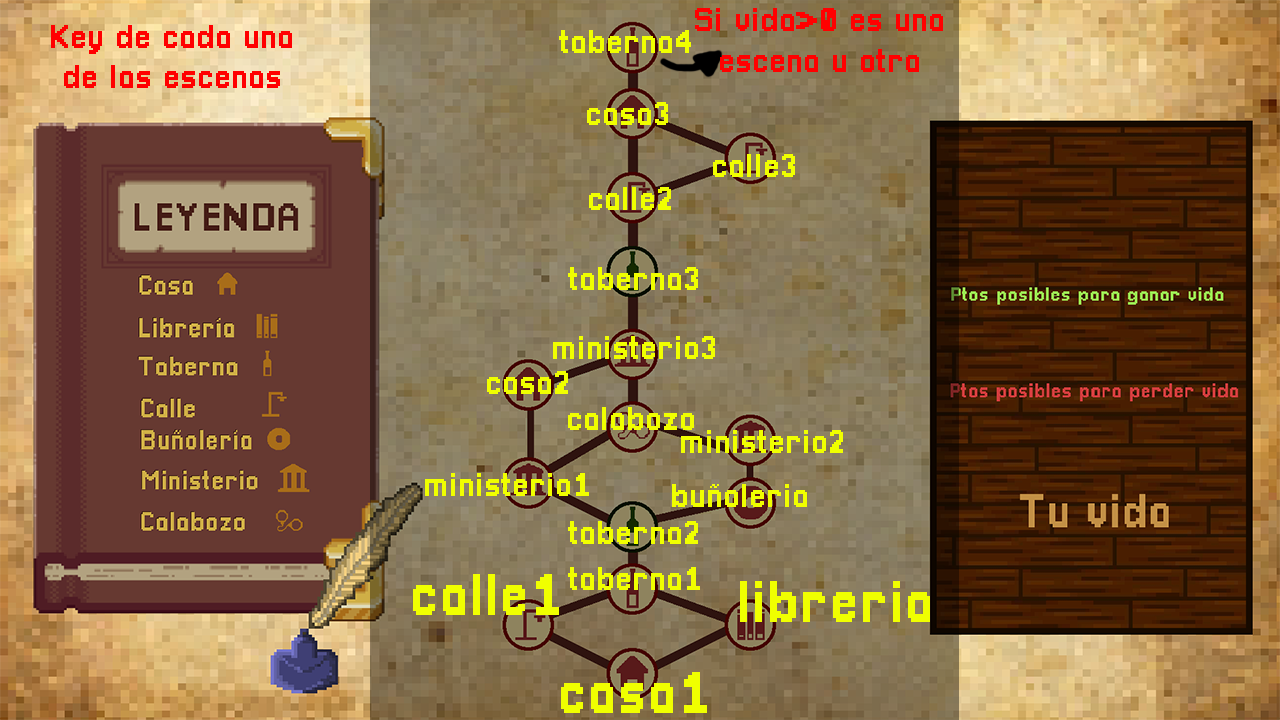 Key de cada una
de las escenas
LEYENDA
Casa
Librería
Taberna
Calle
Buñolería
Ministerio
Calabozo
taberna4
Si vida>0 es una
escena u otra
casa3
calle3
calle2
taberna3
ministerio3
casa2
calabozo
ministerio2
ministerio1
buñoleria
taberna2
taberna1
calle1
libreria
casa1
Ptos posibles para ganar vida
Ptos posibles para perder vida
Tu vida